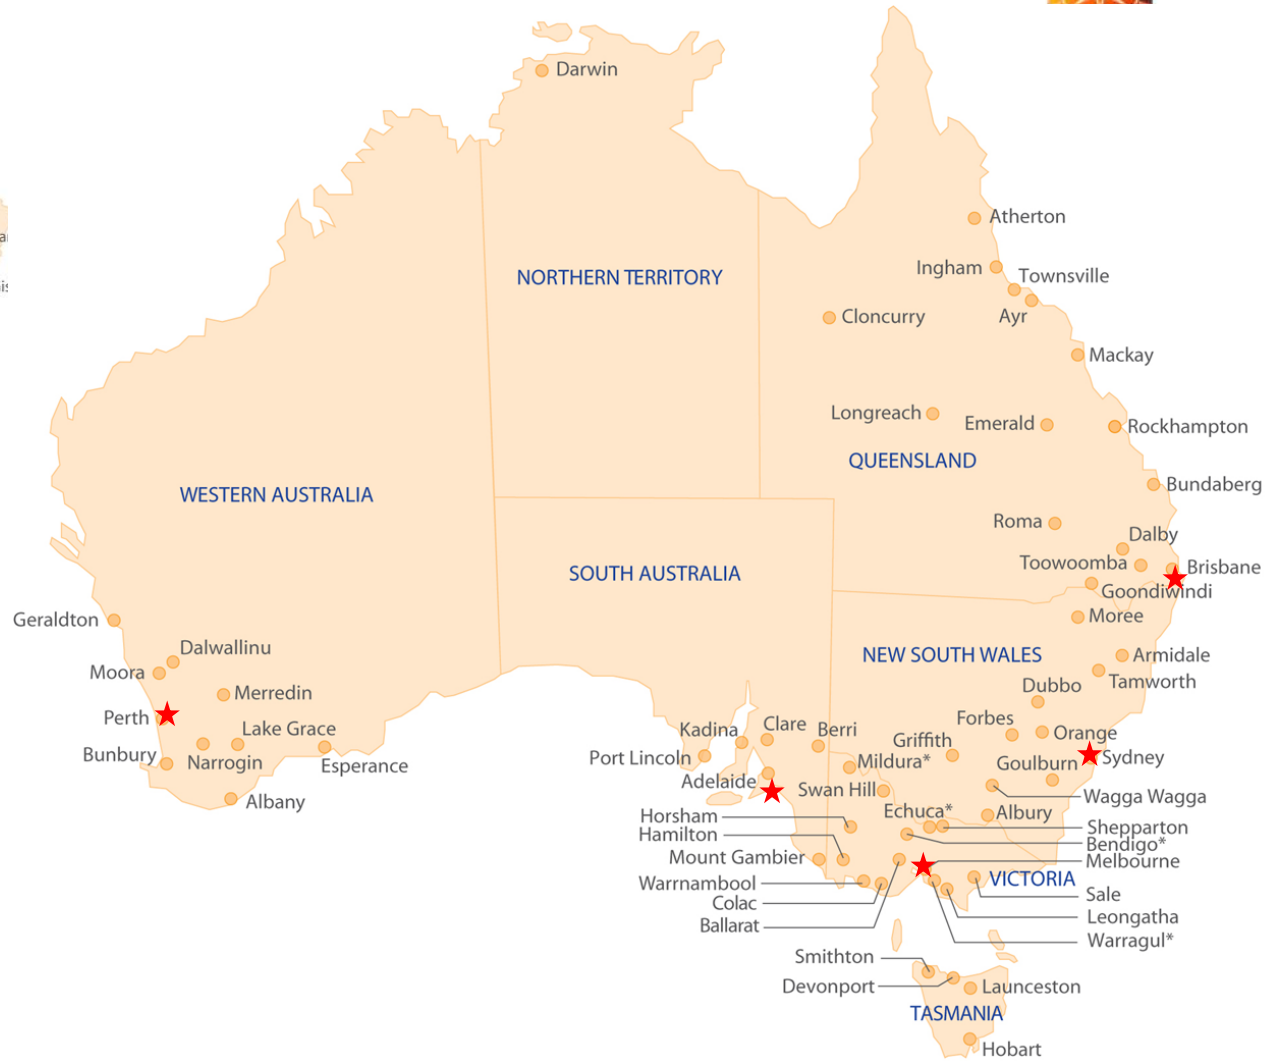 Darwin
Atherton
Ingham
Townsville
NORTHERN TERRITORY
Ayr
Cloncurry
Mackay
Longreach
Emerald
Rockhampton
QUEENSLAND
Bundaberg
WESTERN AUSTRALIA
Roma
Dalby
Toowoomba
Brisbane
SOUTH AUSTRALIA
Goondiwindi
Geraldton
Moree
Dalwallinu
NEW SOUTH WALES
Armidale
Moora
Tamworth
Merredin
Dubbo
Perth
Forbes
Lake Grace
Kadina
Clare
Berri
Orange
Griffith
Bunbury
Narrogin
Esperance
Port Lincoln
Mildura*
Goulburn
Sydney
Adelaide
Swan Hill
Wagga Wagga
Albany
Echuca*
Albury
Horsham
Shepparton
Hamilton
Bendigo*
Mount Gambier
Melbourne
Warrnambool
VICTORIA
Sale
Colac
Leongatha
Ballarat
Warragul*
Smithton
Devonport
Launceston
TASMANIA
Hobart